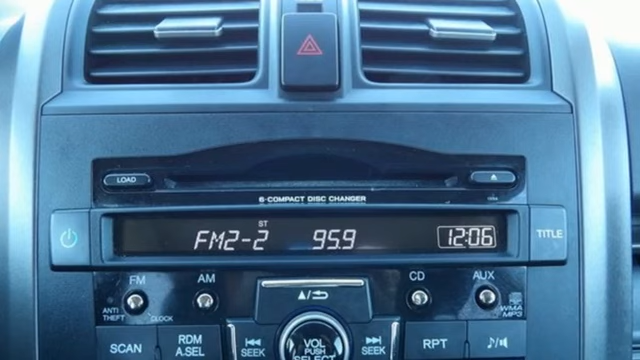 LOAD
6-COMPACT DISC CHANGER
ST
FM2-2 95.9 12:06
TITLE
FM AM CD AUX
ANTI THEFT
CLOCK
WMA
MP3
SCAN
RDM
A.SEL
SEEK
VOL
PUSH
SELECT
SEEK
RPT